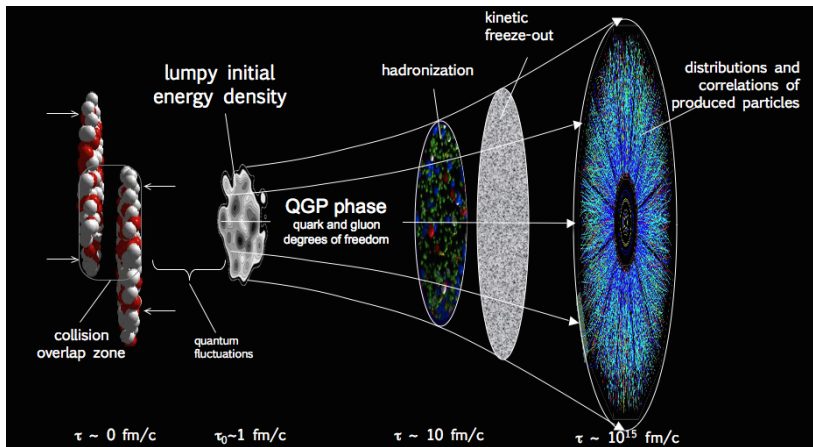 kinetic
freeze-out
lumpy initial
energy density
hadronization
distributions and
correlations of
produced particles
QGP phase
quark and gluon
degrees of freedom
collision
overlap zone
quantum
fluctuations
τ ~ 0 fm/c
τ₀~1 fm/c
τ ~ 10 fm/c
τ ~ 10¹⁵ fm/c